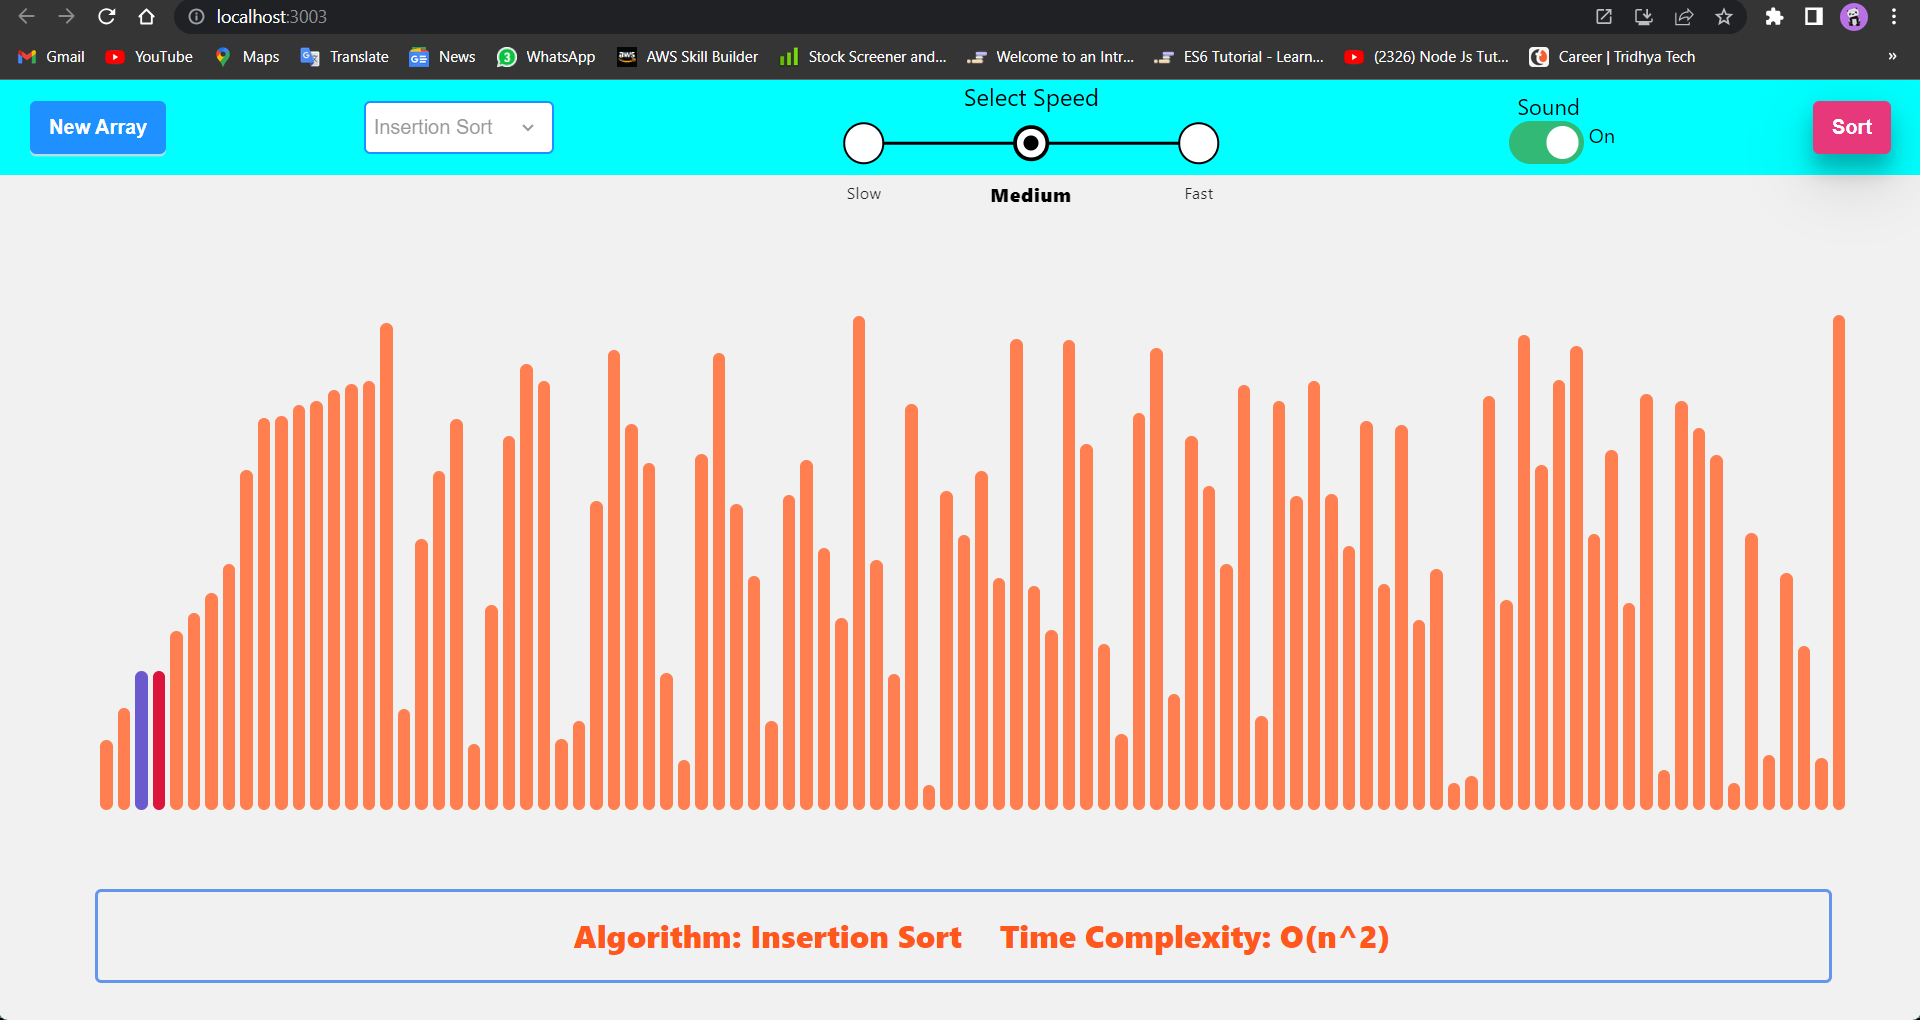 localhost:3003
Gmail YouTube Maps Translate News 3 WhatsApp aws AWS Skill Builder Stock Screener and... Welcome to an Intr... ES6 Tutorial - Learn... (2326) Node Js Tut... Career | Tridhya Tech »
Select Speed
Sound
New Array Insertion Sort On Sort
Slow Medium Fast
Algorithm: Insertion Sort Time Complexity: O(n^2)